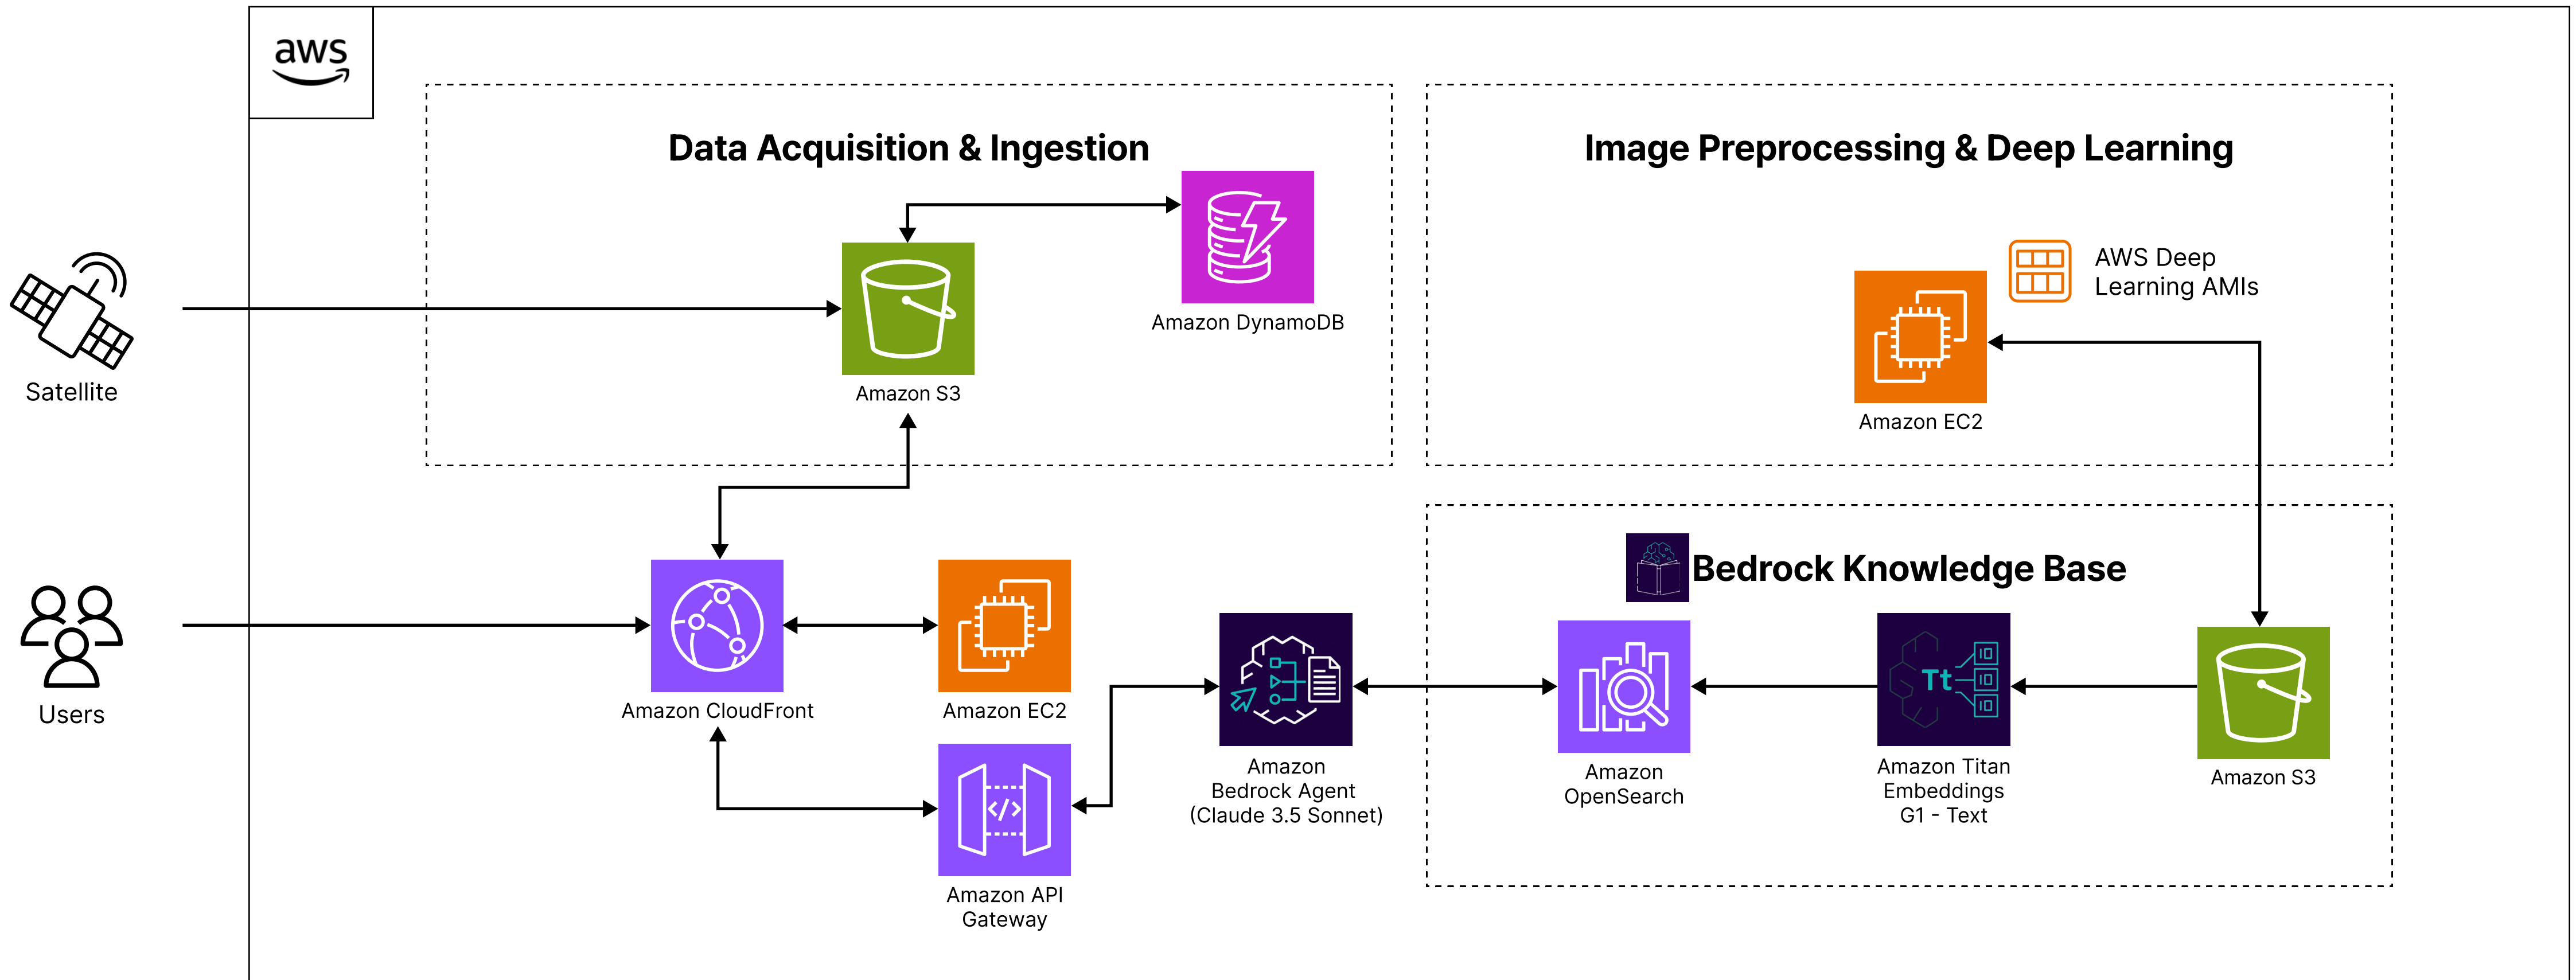 aws
Data Acquisition & Ingestion
Image Preprocessing & Deep Learning
Amazon DynamoDB
AWS Deep
Learning AMIs
Satellite
Amazon S3
Amazon EC2
Bedrock Knowledge Base
Users
Amazon CloudFront
Amazon EC2
Amazon
Bedrock Agent
(Claude 3.5 Sonnet)
Amazon
OpenSearch
Tt
Amazon Titan
Embeddings
G1 - Text
Amazon S3
</>
Amazon API
Gateway